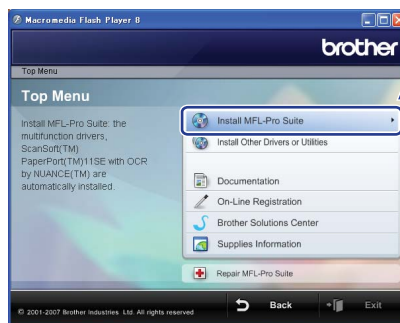 Macromedia Flash Player 8
brother
Top Menu
Top Menu
Install MFL-Pro Suite: the
multifunction drivers,
ScanSoft(TM)
PaperPort(TM)11SE with OCR
by NUANCE(TM) are
automatically installed.
Install MFL-Pro Suite
Install Other Drivers or Utilities
Documentation
On-Line Registration
Brother Solutions Center
Supplies Information
Repair MFL-Pro Suite
© 2001-2007 Brother Industries Ltd. All rights reserved
Back
Exit